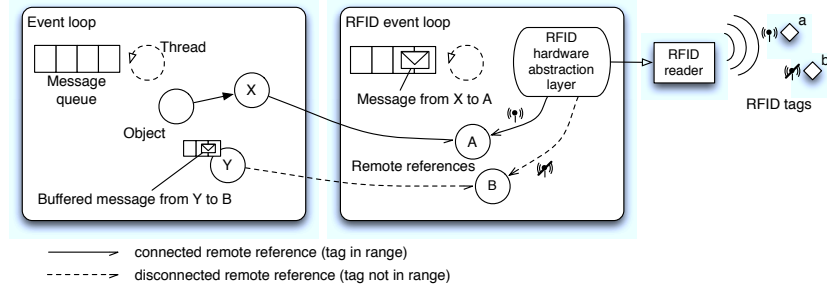 Event loop
Thread
Message
queue
X
Object
Y
Buffered message from Y to B
RFID event loop
Message from X to A
RFID
hardware
abstraction
layer
A
Remote references
B
RFID
reader
a
b
RFID tags
connected remote reference (tag in range)
disconnected remote reference (tag not in range)